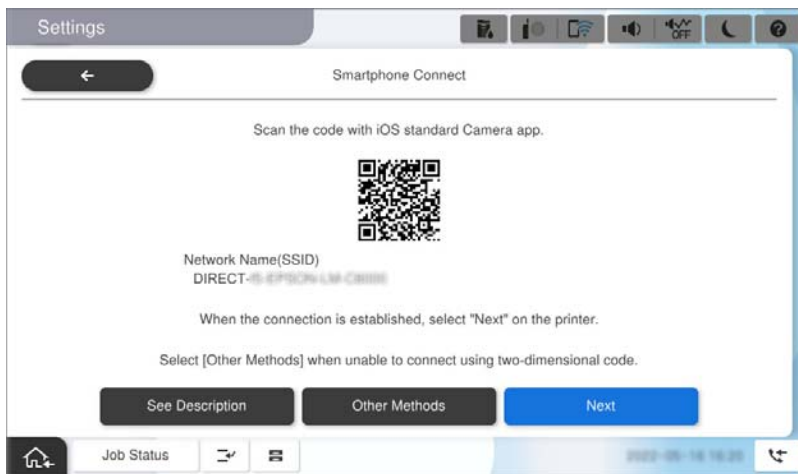 Settings
OFF
Smartphone Connect
Scan the code with iOS standard Camera app.
Network Name(SSID)
DIRECT-
When the connection is established, select "Next" on the printer.
Select [Other Methods] when unable to connect using two-dimensional code.
See Description
Other Methods
Next
Job Status